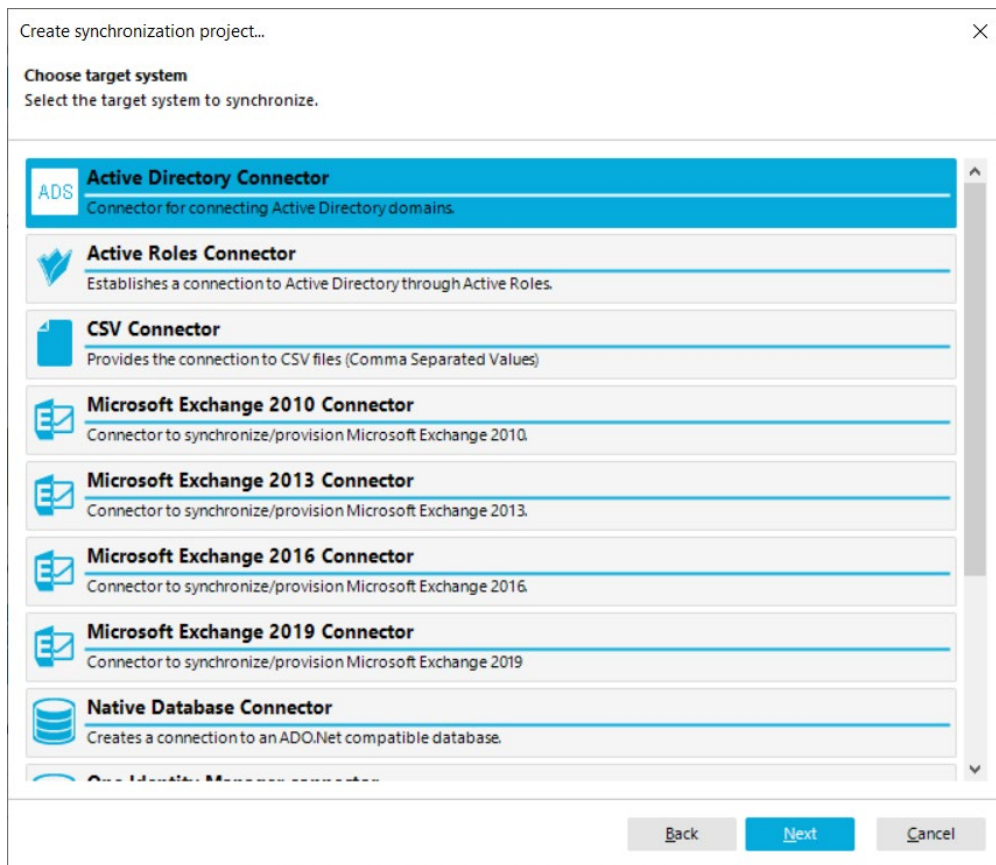 Create synchronization project...
Choose target system
Select the target system to synchronize.
ADS
Active Directory Connector
Connector for connecting Active Directory domains.
Active Roles Connector
Establishes a connection to Active Directory through Active Roles.
CSV Connector
Provides the connection to CSV files (Comma Separated Values)
Microsoft Exchange 2010 Connector
Connector to synchronize/provision Microsoft Exchange 2010.
Microsoft Exchange 2013 Connector
Connector to synchronize/provision Microsoft Exchange 2013.
Microsoft Exchange 2016 Connector
Connector to synchronize/provision Microsoft Exchange 2016.
Microsoft Exchange 2019 Connector
Connector to synchronize/provision Microsoft Exchange 2019
Native Database Connector
Creates a connection to an ADO.Net compatible database.
One Identity Manager connector
Back Next Cancel